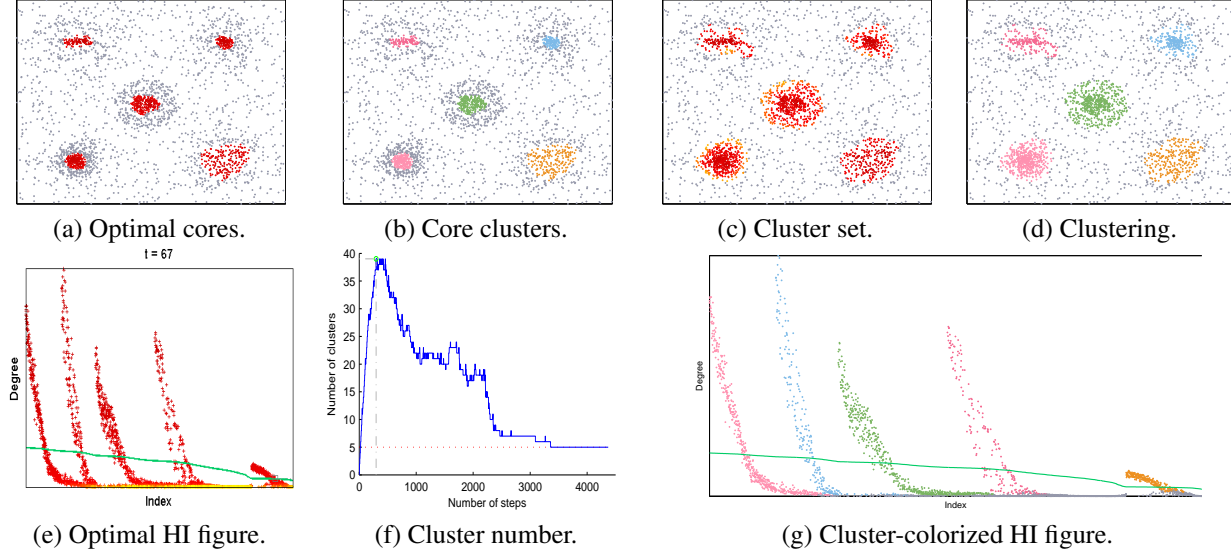 (a) Optimal cores.
(b) Core clusters.
(c) Cluster set.
(d) Clustering.
t = 67
Degree
Index
(e) Optimal HI figure.
40
35
30
25
20
15
10
5
0
Number of clusters
0 1000 2000 3000 4000
Number of steps
(f) Cluster number.
Degree
Index
(g) Cluster-colorized HI figure.